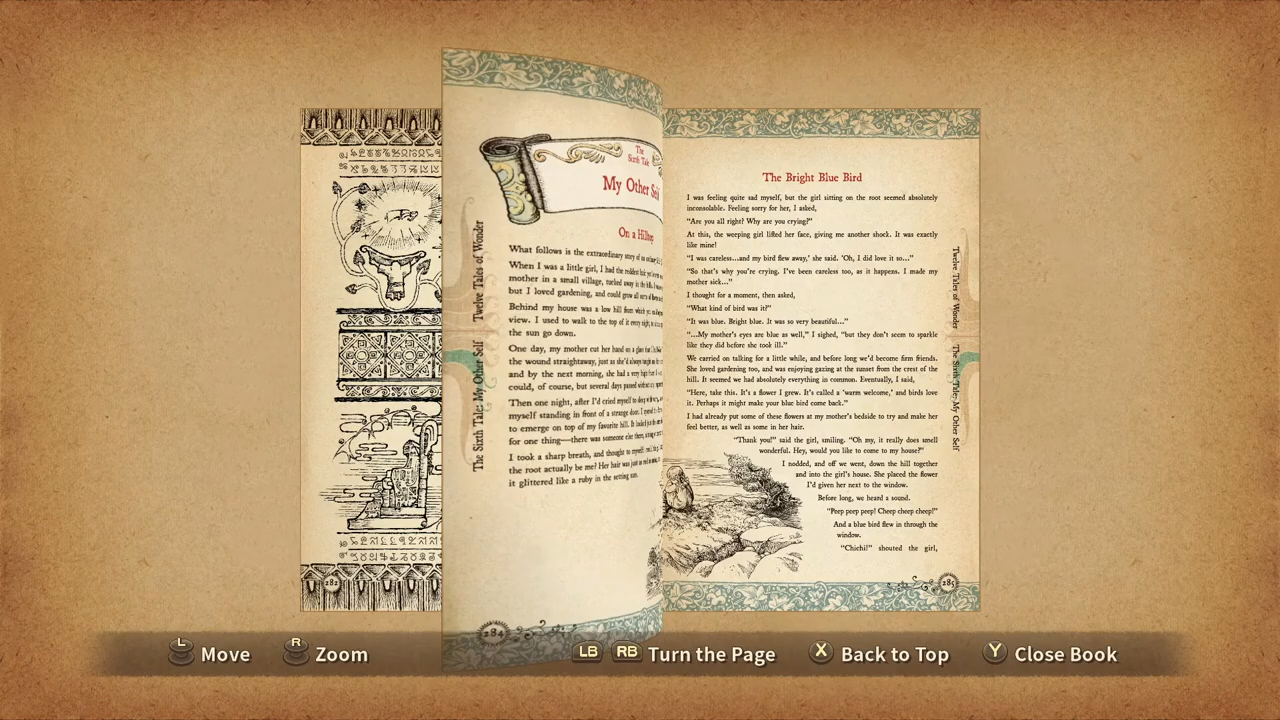 The
Sixth Tale
My Other Self
On a Hilltop
What follows is the extraordinary story of an
When I was a little girl, I had the reddest hair
mother in a small village, tucked away in the hills.
but I loved gardening, and could grow all sorts of
Behind my house was a low hill from which
view. I used to walk to the top of it every night,
the sun go down.
One day, my mother cut her hand on a glass
the wound straightaway, just as she'd always taught
and by the next morning, she had a very high
could, of course, but several days passed without
Then one night, after I'd cried myself to sleep
myself standing in front of a strange door. I
to emerge on top of my favorite hill. It looked
for one thing—there was someone else there,
I took a sharp breath, and thought to myself,
the root actually be me? Her hair was just as red
it glittered like a ruby in the setting sun.
The Sixth Tale: My Other Self Twelve Tales of Wonder
282
284
The Bright Blue Bird
I was feeling quite sad myself, but the girl sitting on the root seemed absolutely
inconsolable. Feeling sorry for her, I asked,
“Are you all right? Why are you crying?”
At this, the weeping girl lifted her face, giving me another shock. It was exactly
like mine!
“I was careless...and my bird flew away,' she said. 'Oh, I did love it so...”
“So that's why you're crying. I've been careless too, as it happens. I made my
mother sick...”
I thought for a moment, then asked,
“What kind of bird was it?”
“It was blue. Bright blue. It was so very beautiful...”
“...My mother's eyes are blue as well,” I sighed, “but they don't seem to sparkle
like they did before she took ill.”
We carried on talking for a little while, and before long we'd become firm friends.
She loved gardening too, and was enjoying gazing at the sunset from the crest of the
hill. It seemed we had absolutely everything in common. Eventually, I said,
“Here, take this. It's a flower I grew. It's called a 'warm welcome,' and birds love
it. Perhaps it might make your blue bird come back.”
I had already put some of these flowers at my mother's bedside to try and make her
feel better, as well as some in her hair.
“Thank you!” said the girl, smiling. “Oh my, it really does smell
wonderful. Hey, would you like to come to my house?”
I nodded, and off we went, down the hill together
and into the girl's house. She placed the flower
I'd given her next to the window.
Before long, we heard a sound.
“Peep peep peep! Cheep cheep cheep!”
And a blue bird flew in through the
window.
“Chichi!” shouted the girl,
Twelve Tales of Wonder The Sixth Tale: My Other Self
285
L Move
R Zoom
LB RB Turn the Page
X Back to Top
Y Close Book